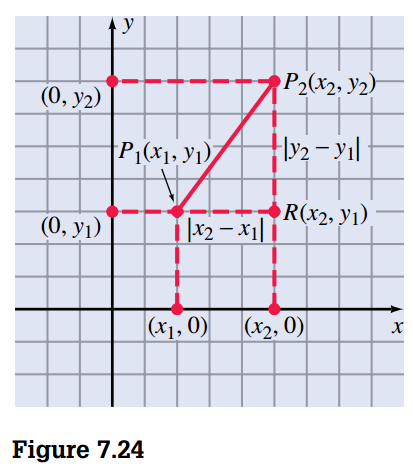 y
(0, y₂)
P₂(x₂, y₂)
P₁(x₁, y₁)
|y₂ – y₁|
(0, y₁)
|x₂ – x₁|
R(x₂, y₁)
(x₁, 0)
(x₂, 0)
x
Figure 7.24